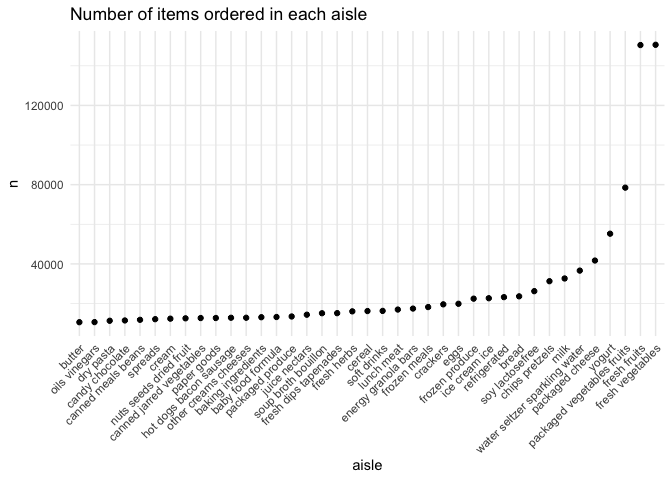 Number of items ordered in each aisle
n
120000
80000
40000
butter
oils vinegars
dry pasta
candy chocolate
canned meals beans
spreads
cream
nuts seeds dried fruit
canned jarred vegetables
paper goods
hot dogs bacon sausage
other creams cheeses
baking ingredients
baby food formula
packaged produce
juice nectars
soup broth bouillon
fresh dips tapenades
fresh herbs
cereal
soft drinks
lunch meat
energy granola bars
frozen meals
crackers
eggs
frozen produce
ice cream ice
refrigerated
bread
soy lactosefree
chips pretzels
milk
water seltzer sparkling water
packaged cheese
yogurt
packaged vegetables fruits
fresh fruits
fresh vegetables
aisle